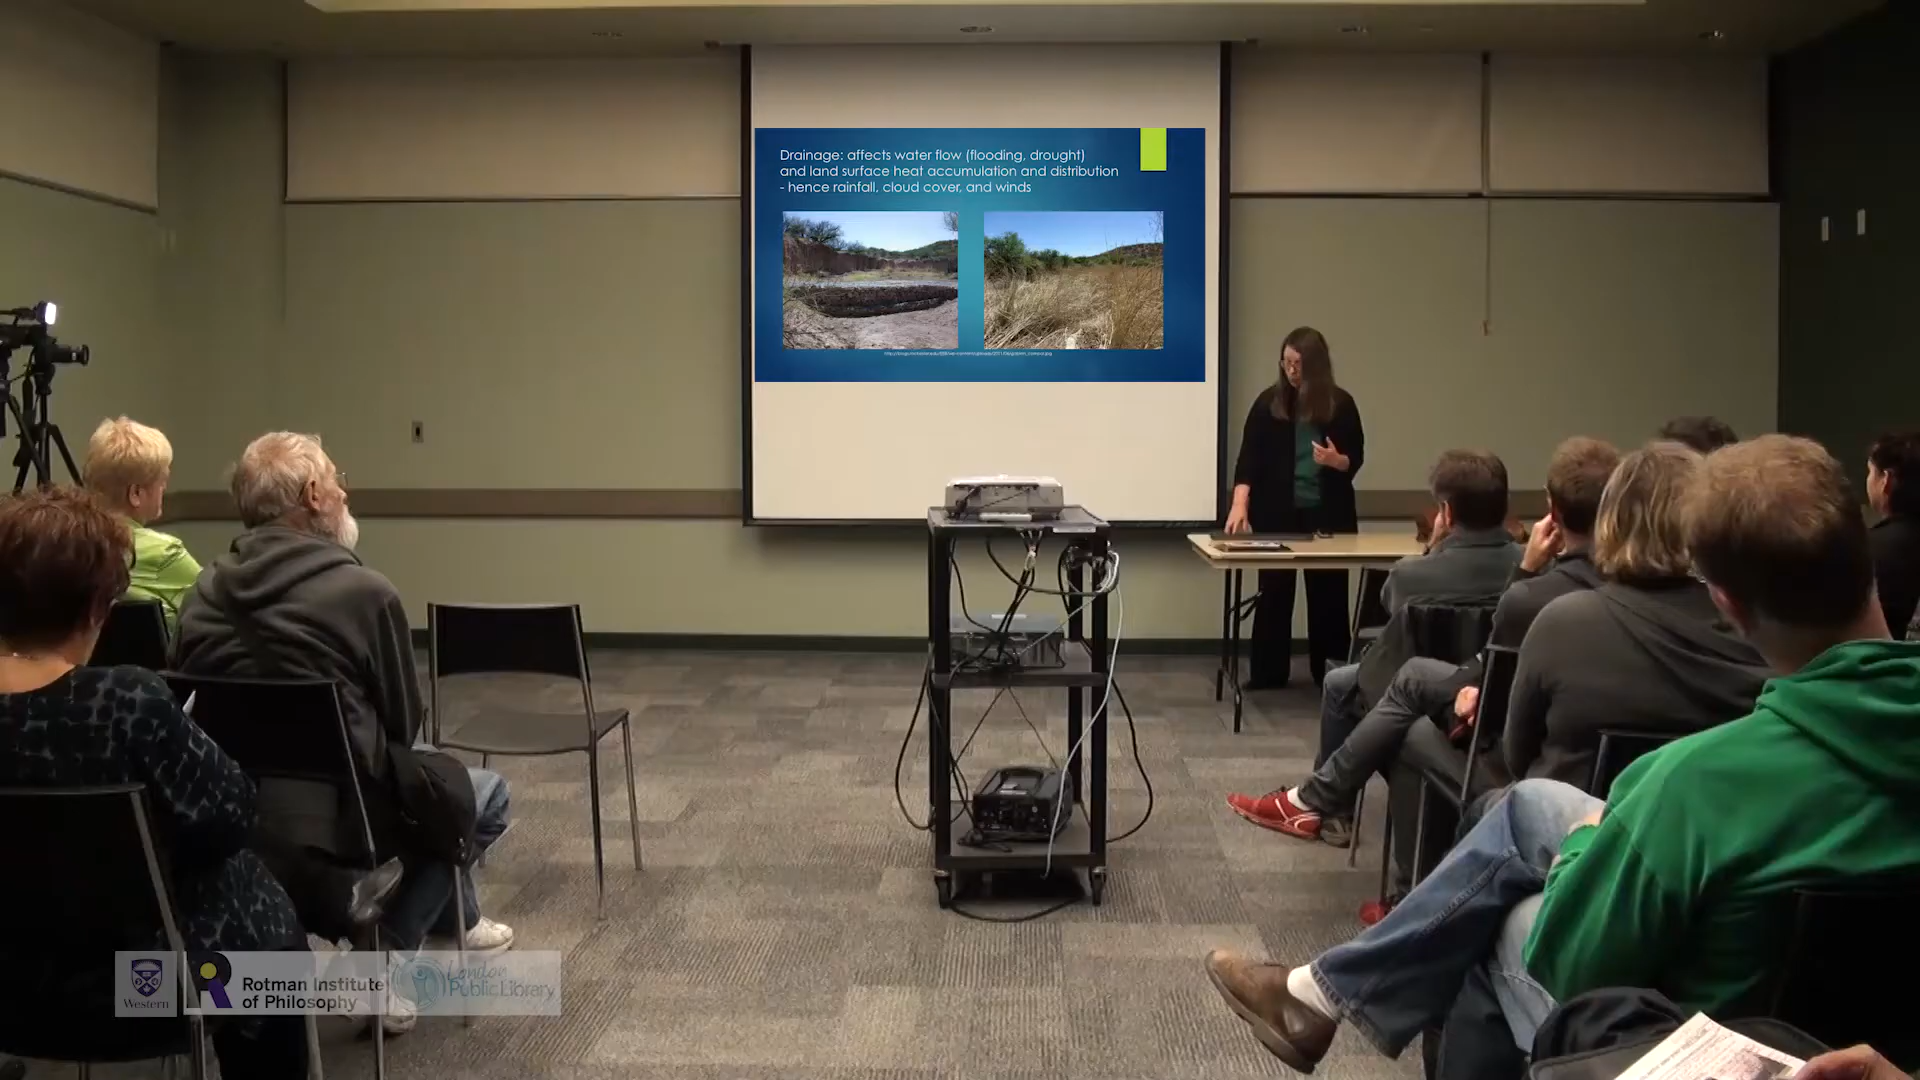 Drainage: affects water flow (flooding, drought)
and land surface heat accumulation and distribution
- hence rainfall, cloud cover, and winds
Western
Rotman Institute
of Philosophy
London
Public Library